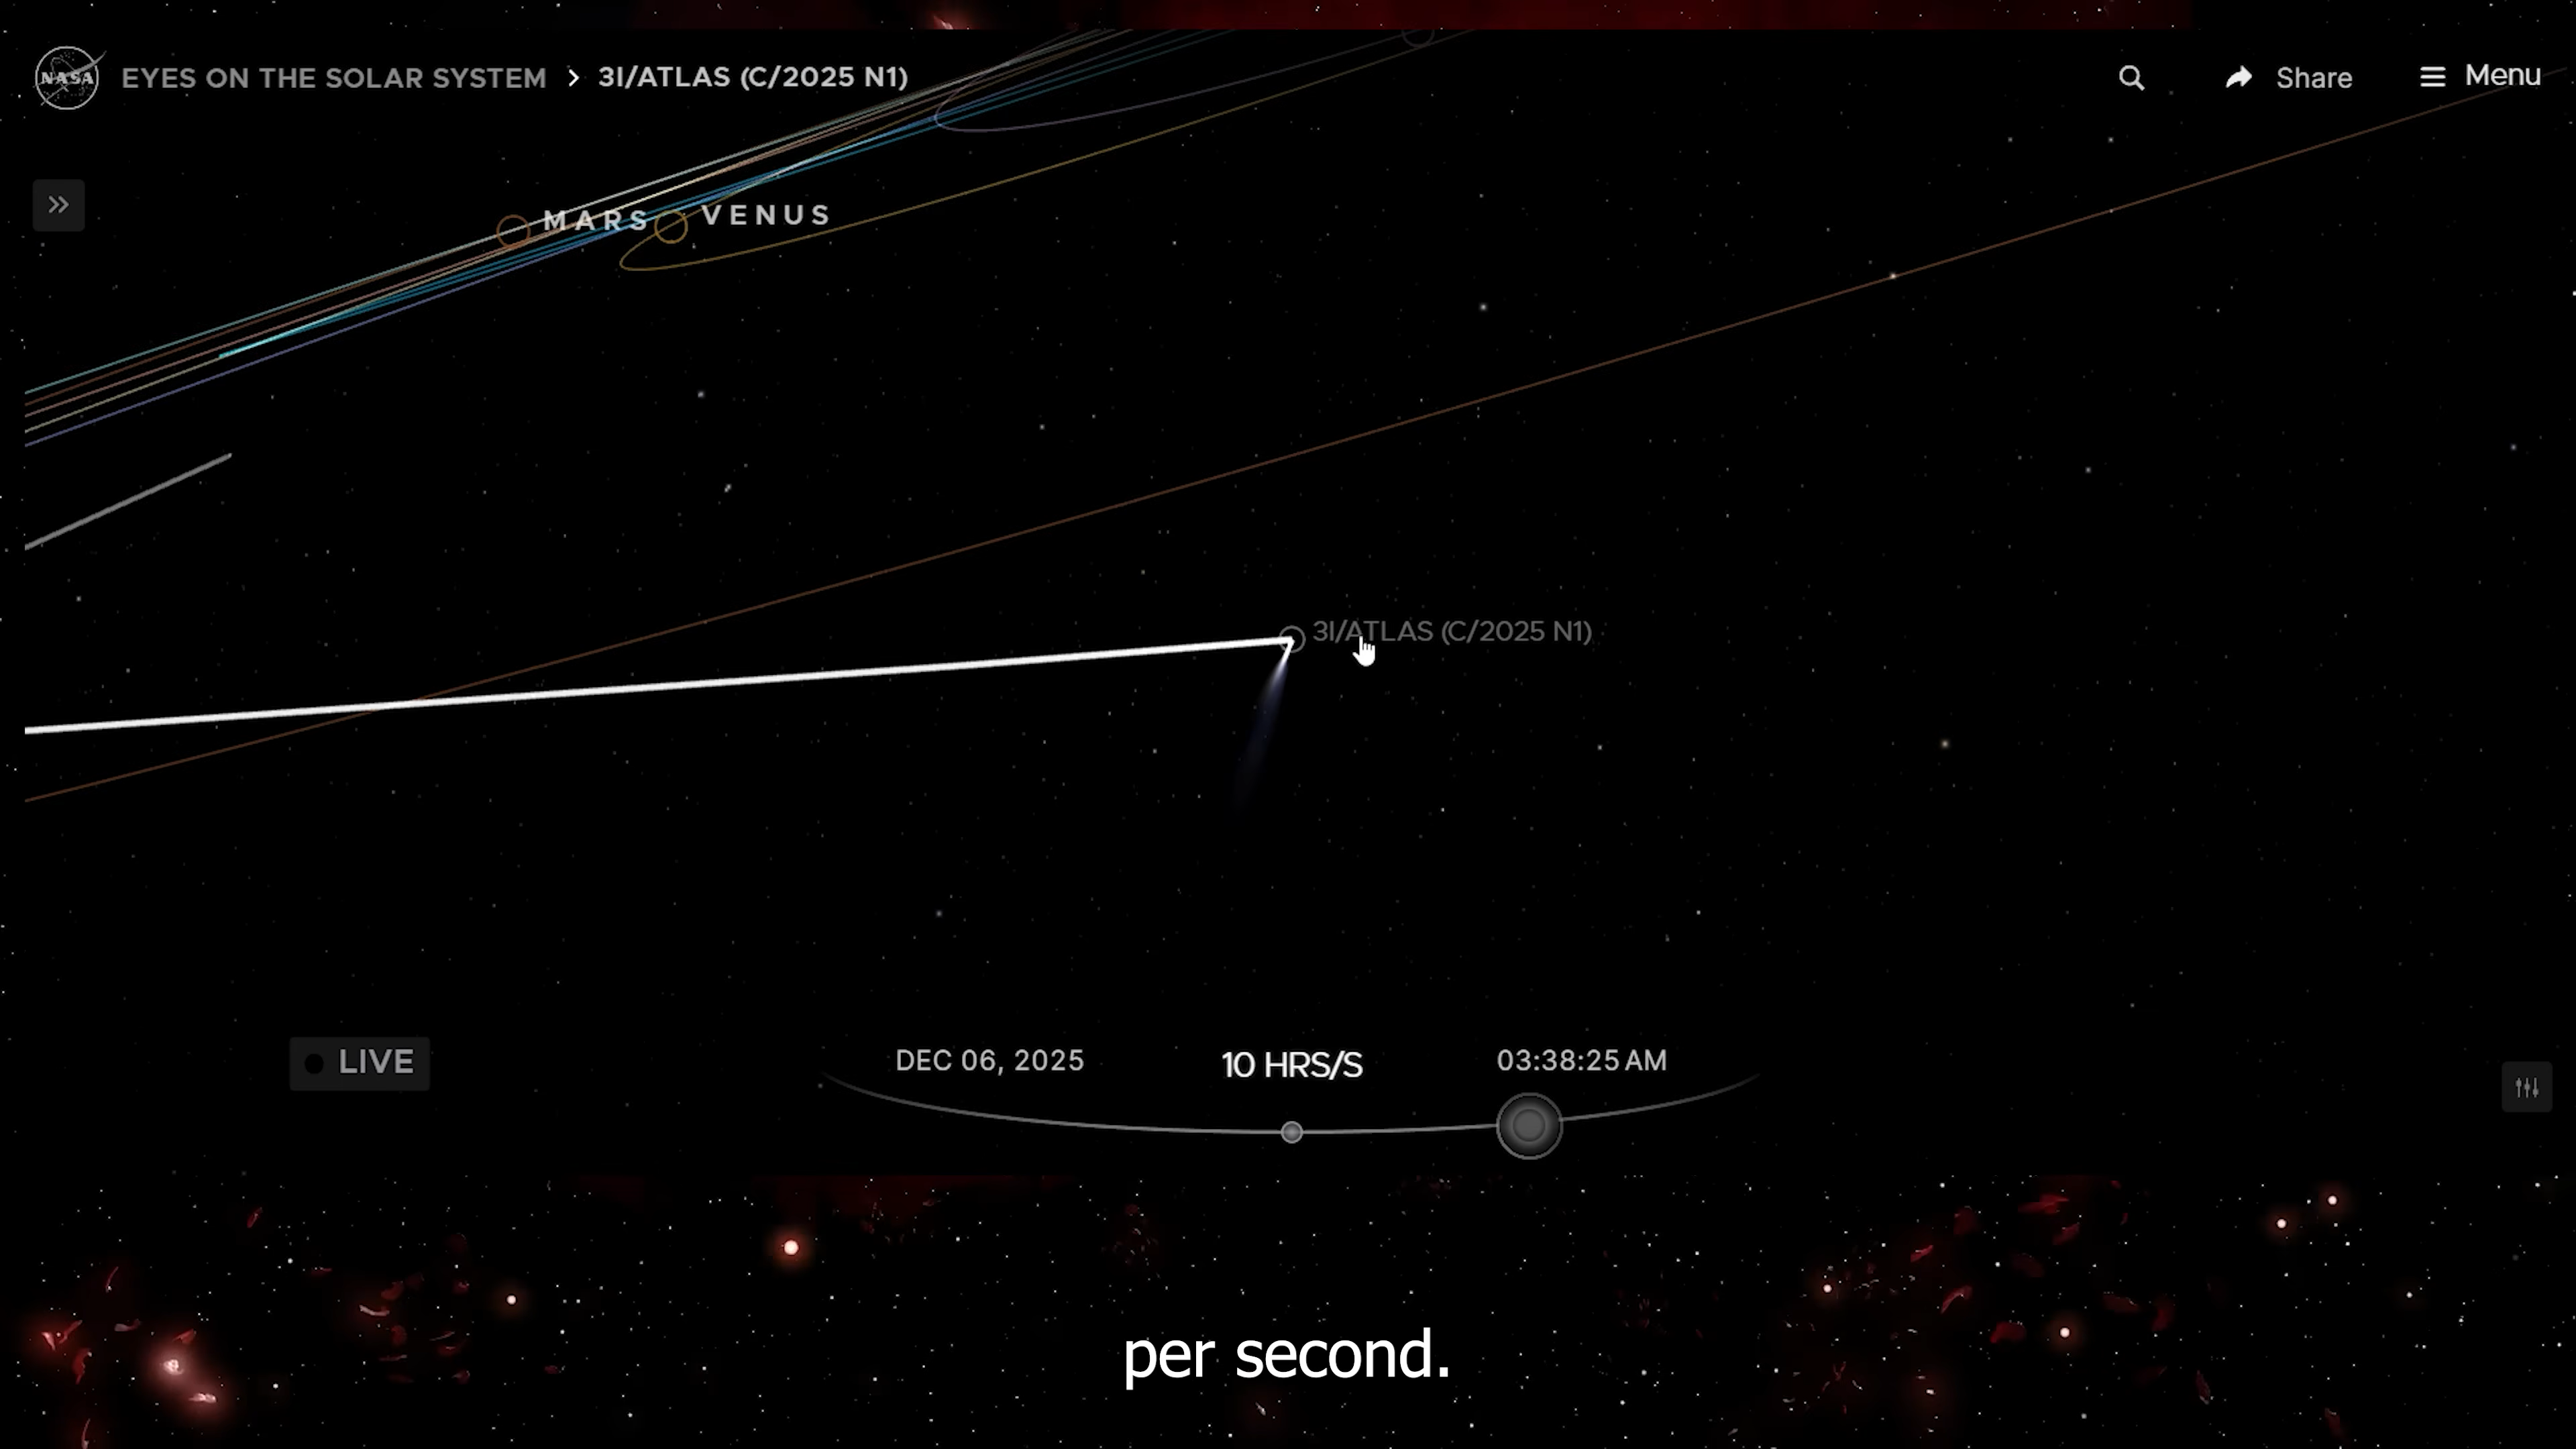 NASA
EYES ON THE SOLAR SYSTEM > 3I/ATLAS (C/2025 N1)
Share
Menu
MARS
VENUS
3I/ATLAS (C/2025 N1)
LIVE
DEC 06, 2025
10 HRS/S
03:38:25 AM
per second.